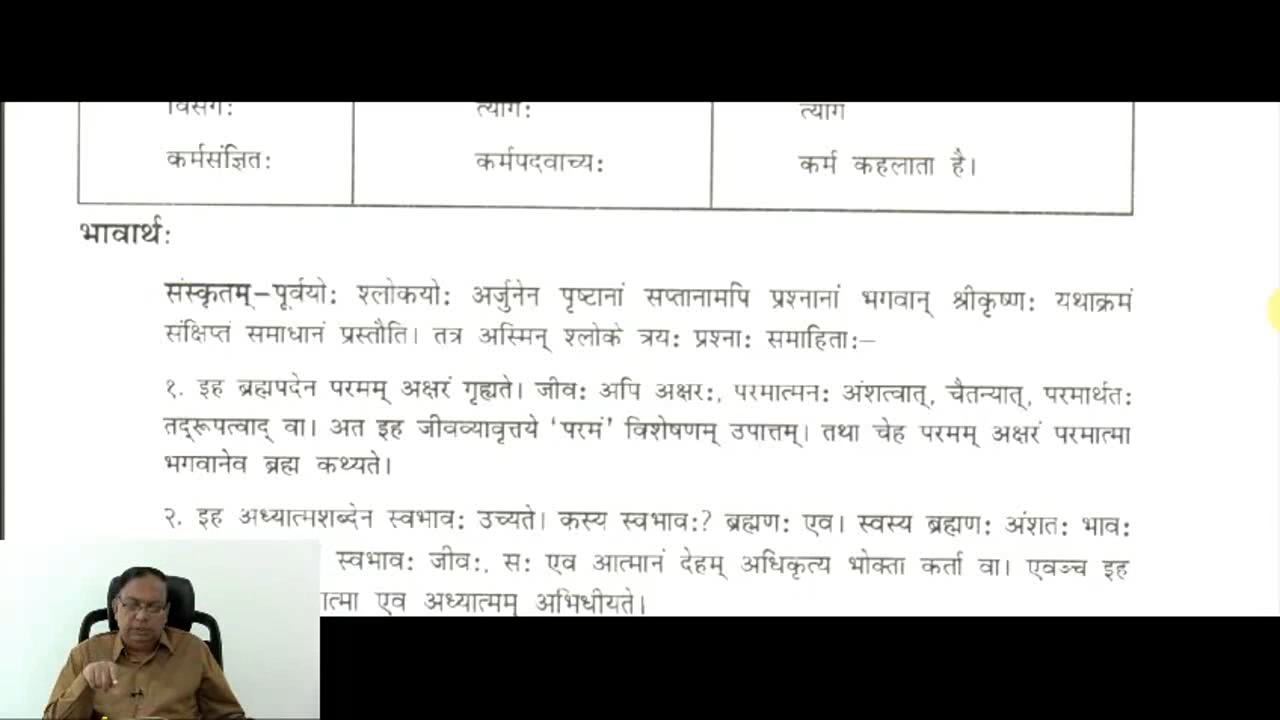 विसर्गः त्यागः त्याग
कर्मसंज्ञितः कर्मपदवाच्यः कर्म कहलाता है।
भावार्थः
संस्कृतम्–पूर्वयोः श्लोकयोः अर्जुनेन पृष्टानां सप्तानामपि प्रश्नानां भगवान् श्रीकृष्णः यथाक्रमं
संक्षिप्तं समाधानं प्रस्तौति। तत्र अस्मिन् श्लोके त्रयः प्रश्नाः समाहिताः–
१. इह ब्रह्मपदेन परमम् अक्षरं गृह्यते। जीवः अपि अक्षरः, परमात्मनः अंशत्वात्, चैतन्यात्, परमार्थतः
तद्रूपत्वाद् वा। अत इह जीवव्यावृत्तये ‘परमं’ विशेषणम् उपात्तम्। तथा चेह परमम् अक्षरं परमात्मा
भगवानेव ब्रह्म कथ्यते।
२. इह अध्यात्मशब्देन स्वभावः उच्यते। कस्य स्वभावः? ब्रह्मणः एव। स्वस्य ब्रह्मणः अंशतः भावः
स्वभावः जीवः, सः एव आत्मानं देहम् अधिकृत्य भोक्ता कर्ता वा। एवञ्च इह
एव अध्यात्मम् अभिधीयते।